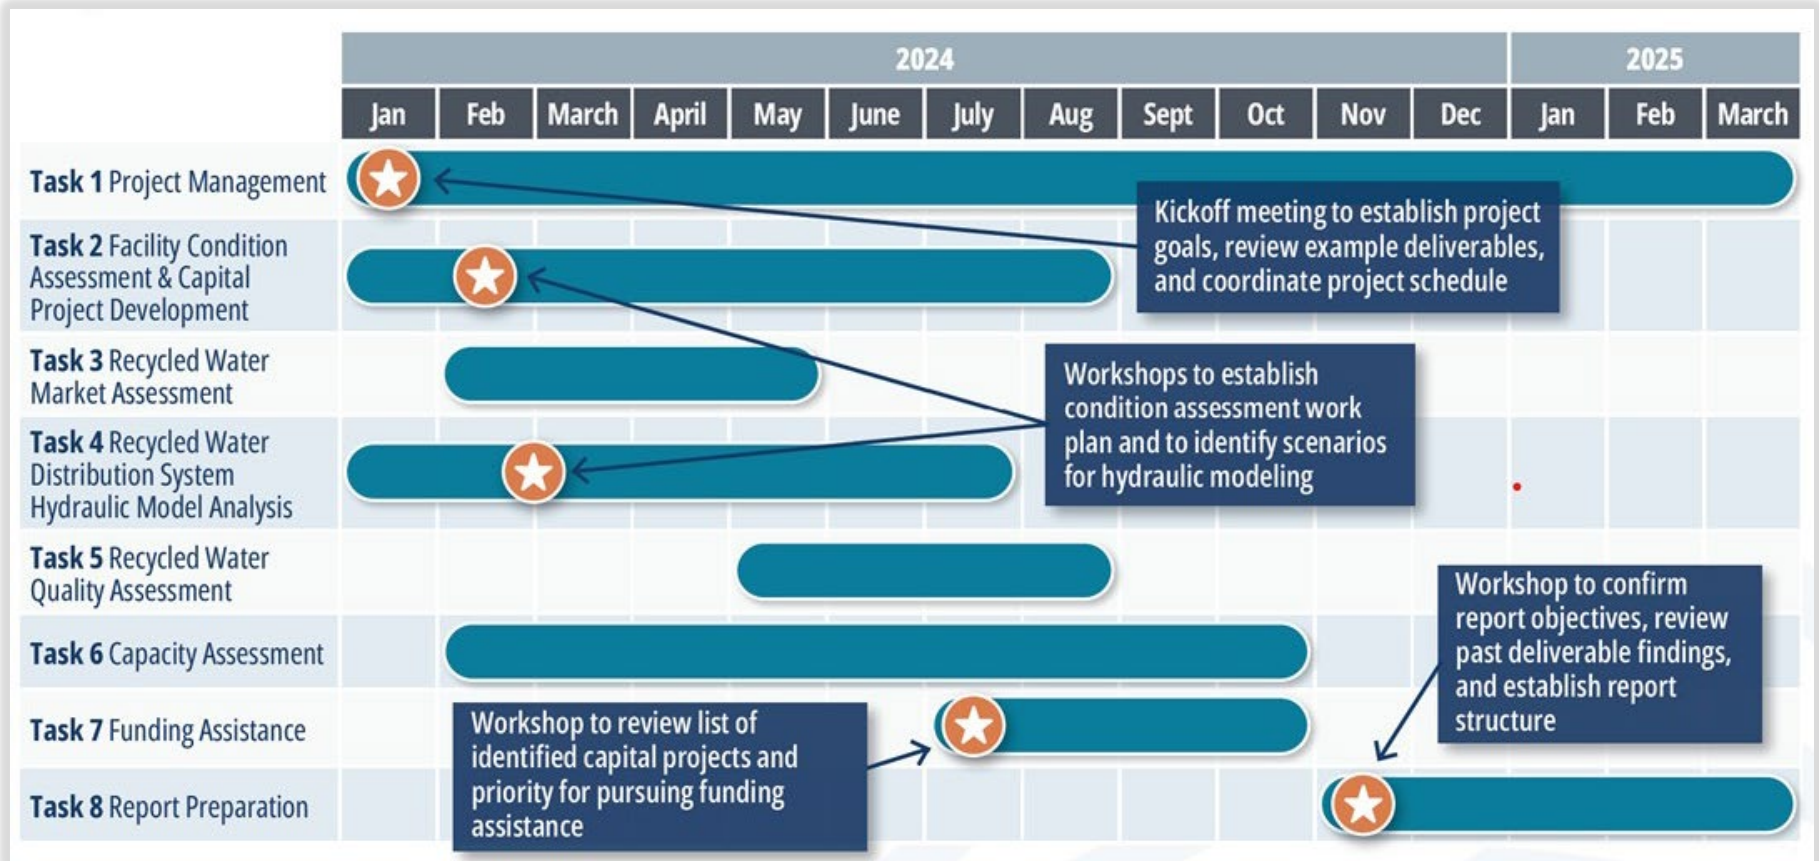 2024 2025
Jan Feb March April May June July Aug Sept Oct Nov Dec Jan Feb March
Task 1 Project Management
Kickoff meeting to establish project
goals, review example deliverables,
and coordinate project schedule
Task 2 Facility Condition
Assessment & Capital
Project Development
Task 3 Recycled Water
Market Assessment
Workshops to establish
condition assessment work
plan and to identify scenarios
for hydraulic modeling
Task 4 Recycled Water
Distribution System
Hydraulic Model Analysis
Task 5 Recycled Water
Quality Assessment
Workshop to confirm
report objectives, review
past deliverable findings,
and establish report
structure
Task 6 Capacity Assessment
Task 7 Funding Assistance
Workshop to review list of
identified capital projects and
priority for pursuing funding
assistance
Task 8 Report Preparation